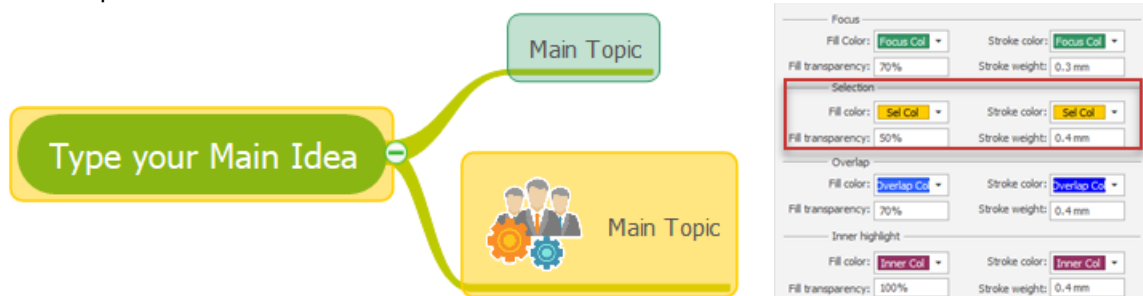 Main Topic
Type your Main Idea
Main Topic
Focus
Fill Color: Focus Col Stroke color: Focus Col
Fill transparency: 70% Stroke weight: 0.3 mm
Selection
Fill color: Sel Col Stroke color: Sel Col
Fill transparency: 50% Stroke weight: 0.4 mm
Overlap
Fill color: Overlap Col Stroke color: Overlap Col
Fill transparency: 70% Stroke weight: 0.4 mm
Inner highlight
Fill color: Inner Col Stroke color: Inner Col
Fill transparency: 100% Stroke weight: 0.4 mm